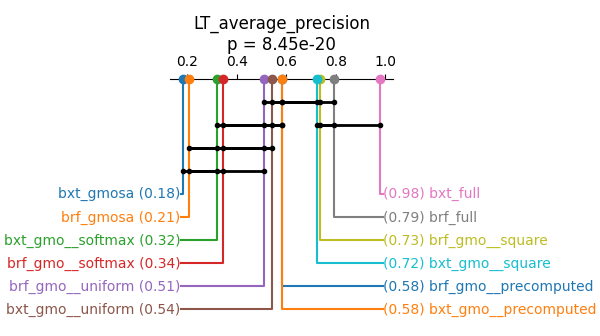 LT_average_precision
p = 8.45e-20
0.2 0.4 0.6 0.8 1.0
bxt_gmosa (0.18) (0.98) bxt_full
brf_gmosa (0.21) (0.79) brf_full
bxt_gmo__softmax (0.32) (0.73) brf_gmo__square
brf_gmo__softmax (0.34) (0.72) bxt_gmo__square
brf_gmo__uniform (0.51) (0.58) brf_gmo__precomputed
bxt_gmo__uniform (0.54) (0.58) bxt_gmo__precomputed